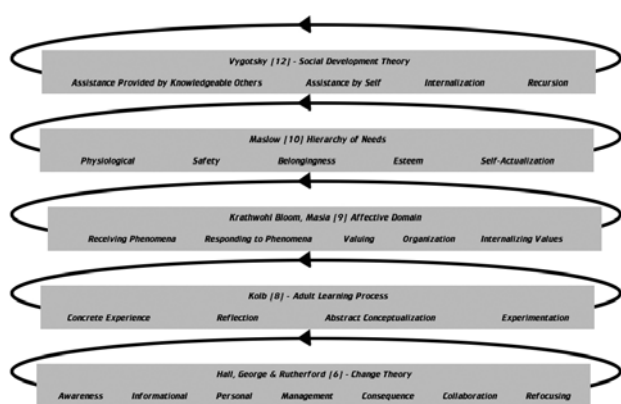 Vygotsky [12] - Social Development Theory
Assistance Provided by Knowledgeable Others Assistance by Self Internalization Recursion
Maslow [10] Hierarchy of Needs
Physiological Safety Belongingness Esteem Self-Actualization
Krathwohl Bloom, Masia [9] Affective Domain
Receiving Phenomena Responding to Phenomena Valuing Organization Internalizing Values
Kolb [8] - Adult Learning Process
Concrete Experience Reflection Abstract Conceptualization Experimentation
Hall, George & Rutherford [6] - Change Theory
Awareness Informational Personal Management Consequence Collaboration Refocusing